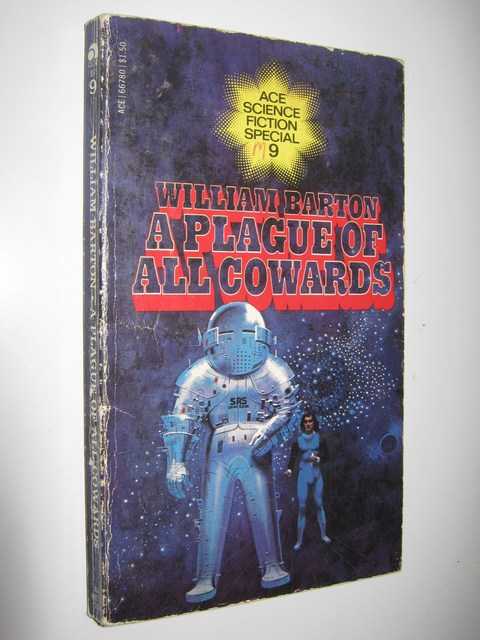 ACE | 66780 | $1.50
ACE
SCIENCE
FICTION
SPECIAL
9
WILLIAM BARTON
A PLAGUE OF
ALL COWARDS
SRS
9
WILLIAM BARTON—A PLAGUE OF ALL COWARDS